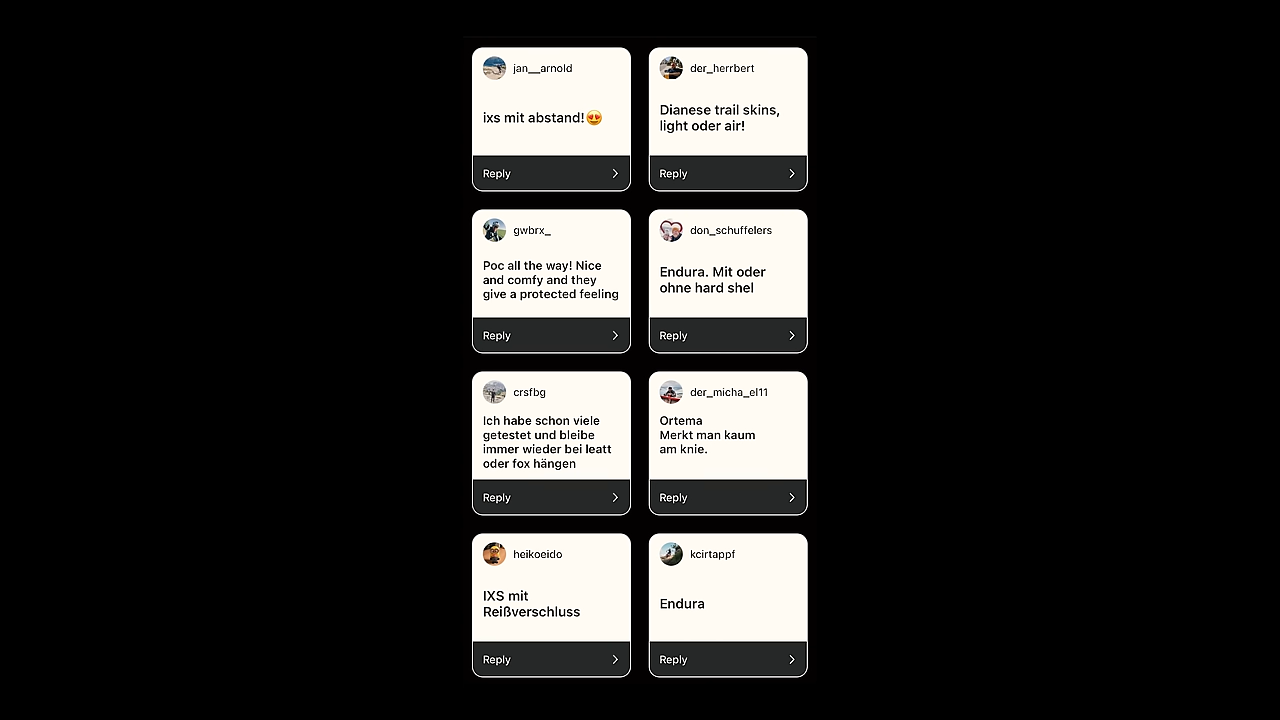 jan__arnold
ixs mit abstand!😍
Reply
der_herrbert
Dianese trail skins,
light oder air!
Reply
gwbrx_
Poc all the way! Nice
and comfy and they
give a protected feeling
Reply
don_schuffelers
Endura. Mit oder
ohne hard shel
Reply
crsfbg
Ich habe schon viele
getestet und bleibe
immer wieder bei leatt
oder fox hängen
Reply
der_micha_el11
Ortema
Merkt man kaum
am knie.
Reply
heikoeido
IXS mit
Reißverschluss
Reply
kcirtappf
Endura
Reply